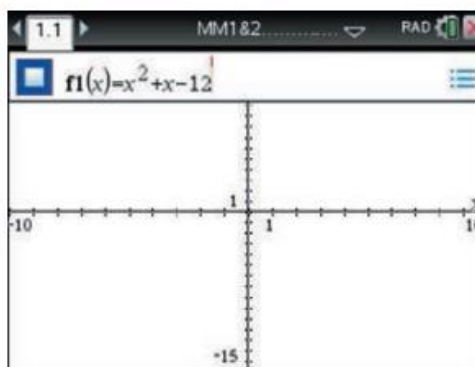 1.1 MM1&2............ RAD
f1(x)=x²+x-12
1 x
-10 1 10
-15